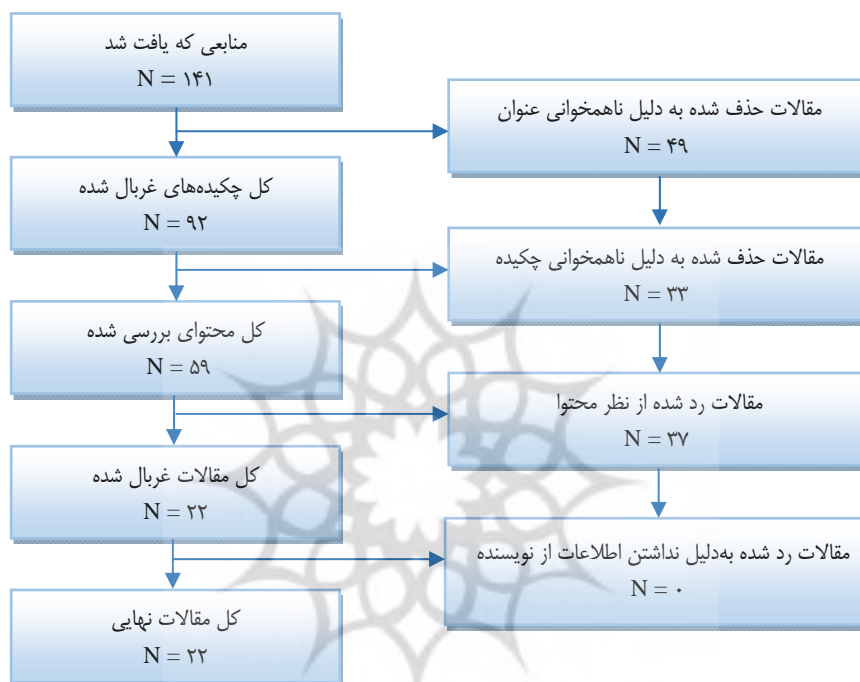 منابعی که یافت شد
N = ۱۴۱
مقالات حذف شده به دلیل ناهمخوانی عنوان
N = ۴۹
کل چکیده‌های غربال شده
N = ۹۲
مقالات حذف شده به دلیل ناهمخوانی چکیده
N = ۳۳
کل محتوای بررسی شده
N = ۵۹
مقالات رد شده از نظر محتوا
N = ۳۷
کل مقالات غربال شده
N = ۲۲
مقالات رد شده به‌دلیل نداشتن اطلاعات از نویسنده
N = ۰
کل مقالات نهایی
N = ۲۲